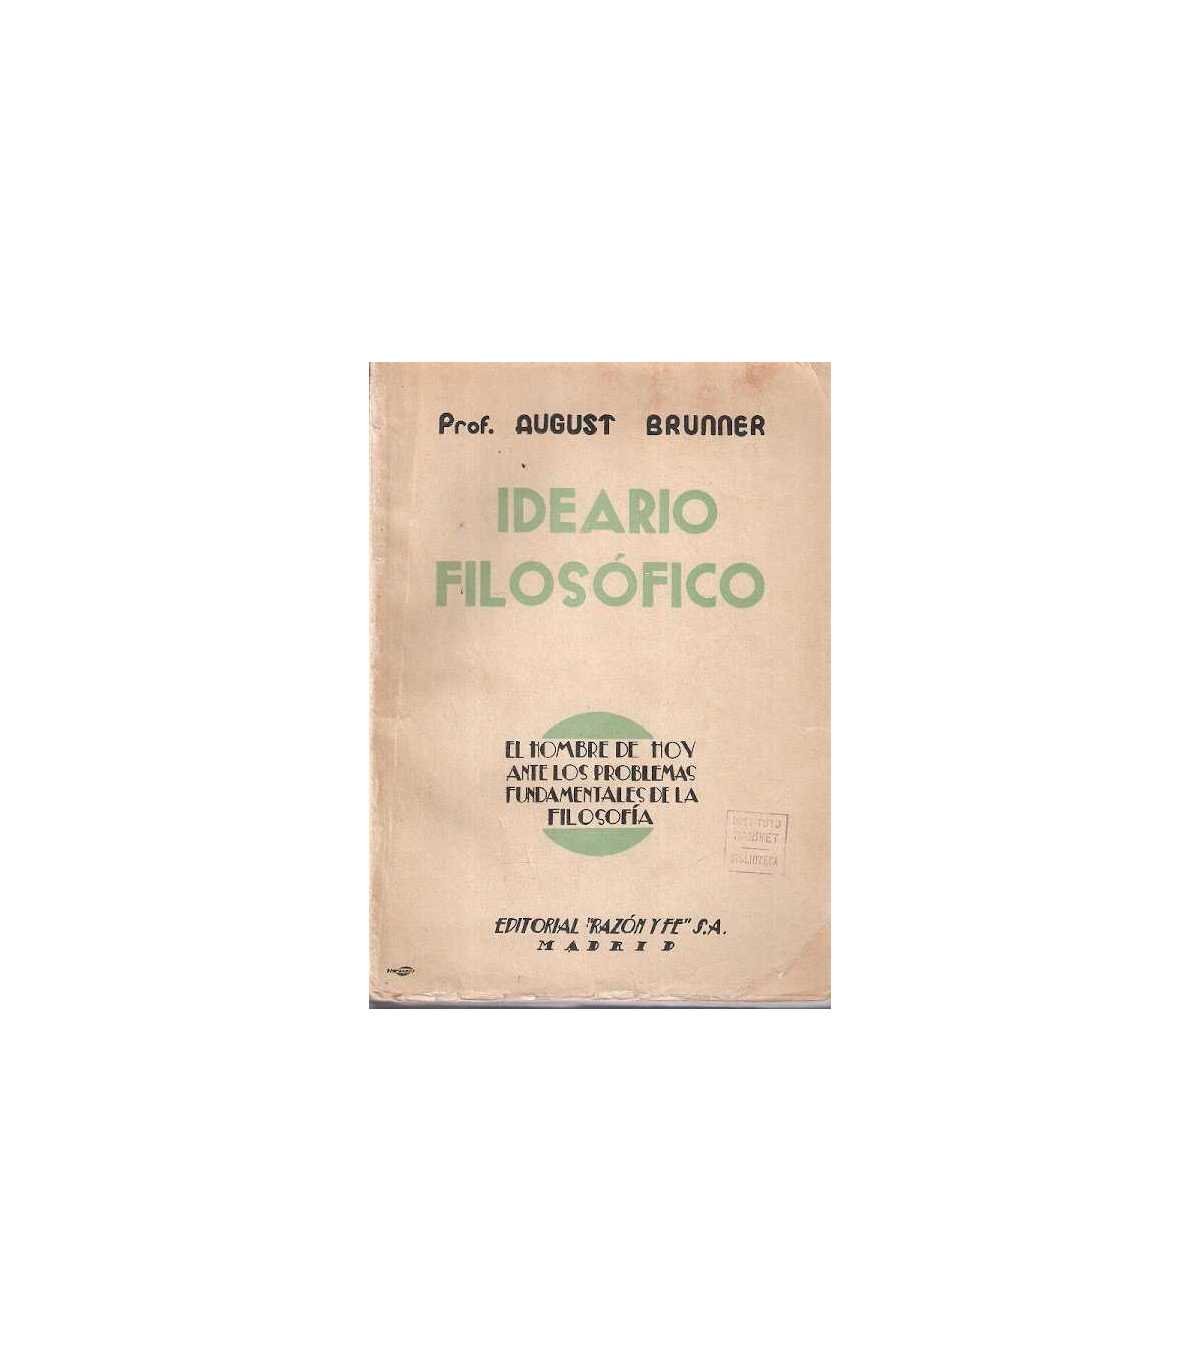 Prof. AUGUST BRUNNER
IDEARIO
FILOSÓFICO
EL HOMBRE DE HOY
ANTE LOS PROBLEMAS
FUNDAMENTALES DE LA
FILOSOFÍA
BIBLIOTECA
EDITORIAL "RAZÓN Y FE" S.A.
MADRID